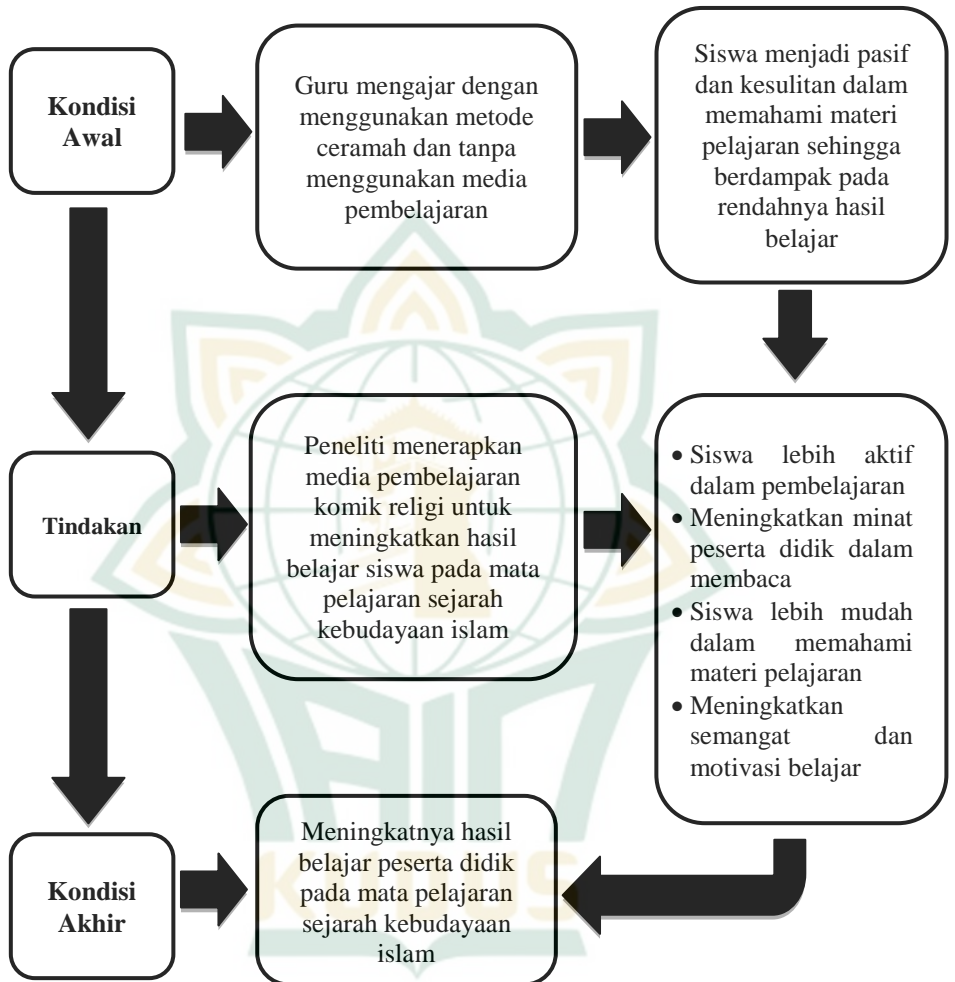 Kondisi
Awal
Guru mengajar dengan
menggunakan metode
ceramah dan tanpa
menggunakan media
pembelajaran
Siswa menjadi pasif
dan kesulitan dalam
memahami materi
pelajaran sehingga
berdampak pada
rendahnya hasil
belajar
Tindakan
Peneliti menerapkan
media pembelajaran
komik religi untuk
meningkatkan hasil
belajar siswa pada mata
pelajaran sejarah
kebudayaan islam
• Siswa lebih aktif
dalam pembelajaran
• Meningkatkan minat
peserta didik dalam
membaca
• Siswa lebih mudah
dalam memahami
materi pelajaran
• Meningkatkan
semangat dan
motivasi belajar
Kondisi
Akhir
Meningkatnya hasil
belajar peserta didik
pada mata pelajaran
sejarah kebudayaan
islam
KUDUS